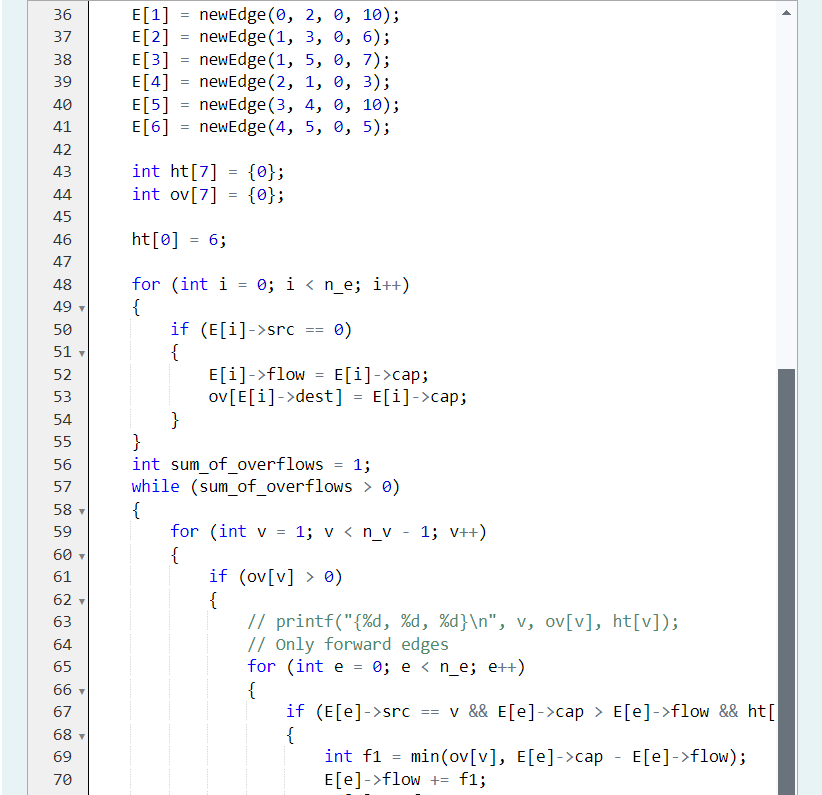 36 E[1] = newEdge(0, 2, 0, 10);
37 E[2] = newEdge(1, 3, 0, 6);
38 E[3] = newEdge(1, 5, 0, 7);
39 E[4] = newEdge(2, 1, 0, 3);
40 E[5] = newEdge(3, 4, 0, 10);
41 E[6] = newEdge(4, 5, 0, 5);
42
43 int ht[7] = {0};
44 int ov[7] = {0};
45
46 ht[0] = 6;
47
48 for (int i = 0; i < n_e; i++)
49 {
50 if (E[i]->src == 0)
51 {
52 E[i]->flow = E[i]->cap;
53 ov[E[i]->dest] = E[i]->cap;
54 }
55 }
56 int sum_of_overflows = 1;
57 while (sum_of_overflows > 0)
58 {
59 for (int v = 1; v < n_v - 1; v++)
60 {
61 if (ov[v] > 0)
62 {
63 // printf("{%d, %d, %d}\n", v, ov[v], ht[v]);
64 // Only forward edges
65 for (int e = 0; e < n_e; e++)
66 {
67 if (E[e]->src == v && E[e]->cap > E[e]->flow && ht[
68 {
69 int f1 = min(ov[v], E[e]->cap - E[e]->flow);
70 E[e]->flow += f1;